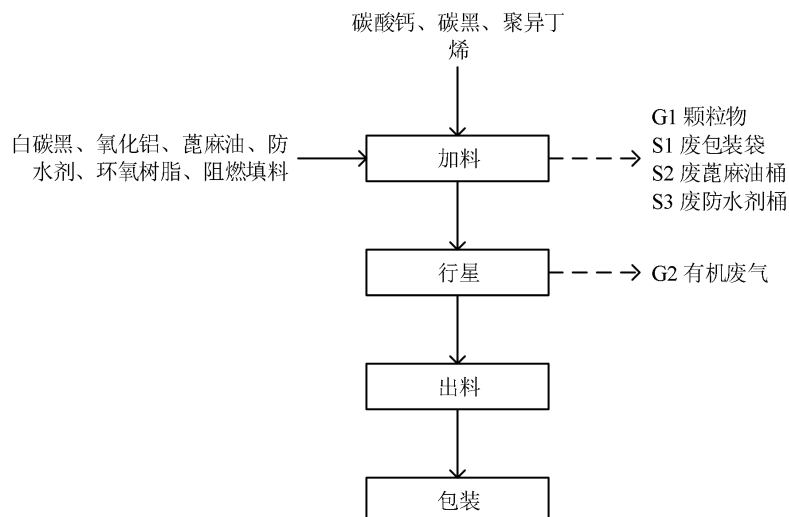 碳酸钙、碳黑、聚异丁
烯
白碳黑、氧化铝、蓖麻油、防
水剂、环氧树脂、阻燃填料
加料
G1 颗粒物
S1 废包装袋
S2 废蓖麻油桶
S3 废防水剂桶
行星
G2 有机废气
出料
包装